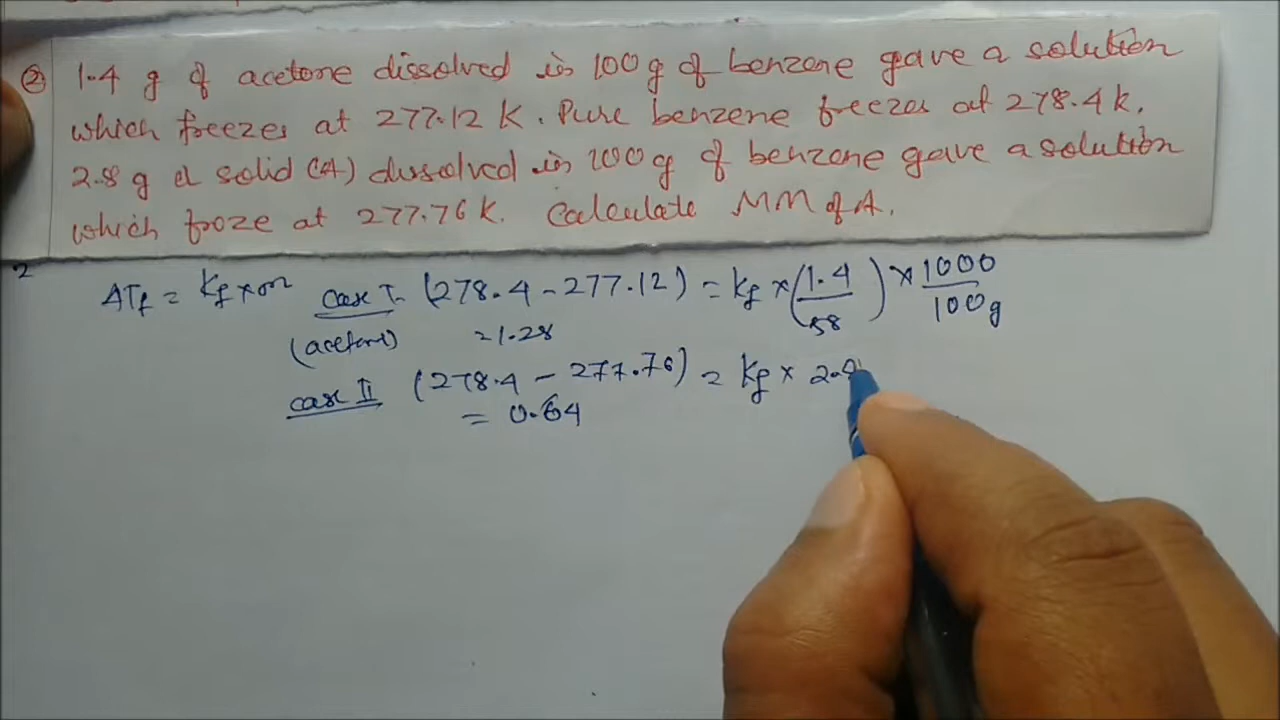 ② 1.4 g of acetone dissolved in 100 g of benzene gave a solution
which freezes at 277.12 K. Pure benzene freezes at 278.4 K.
2.8 g of solid (A) dissolved in 100 g of benzene gave a solution
which froze at 277.76 K. Calculate MM of A.
2
ΔTf = Kf × m case I (278.4 - 277.12) = Kf × (1.4/58) × 1000/100g
(acetone) = 1.28
case II (278.4 - 277.76) = Kf × 2.8
= 0.64